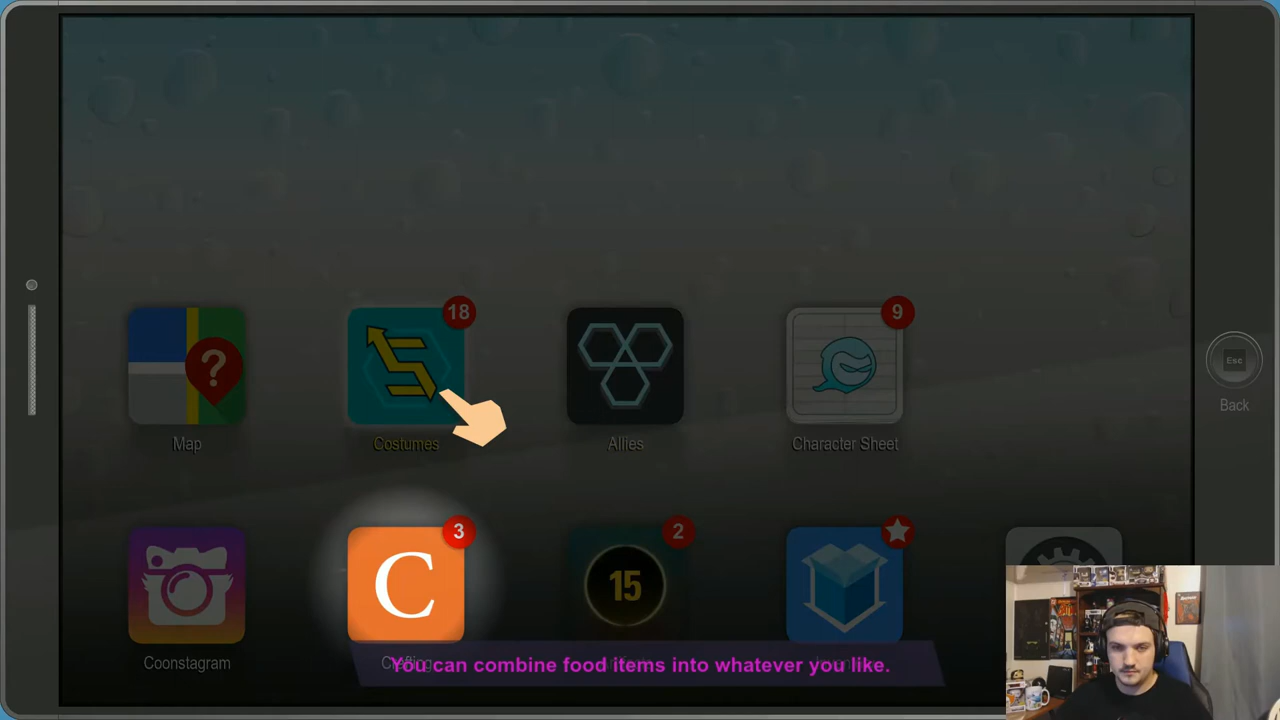 18
9
?
S
Esc
Back
Map
Costumes
Allies
Character Sheet
3
2
C
15
Coonstagram
You can combine food items into whatever you like.